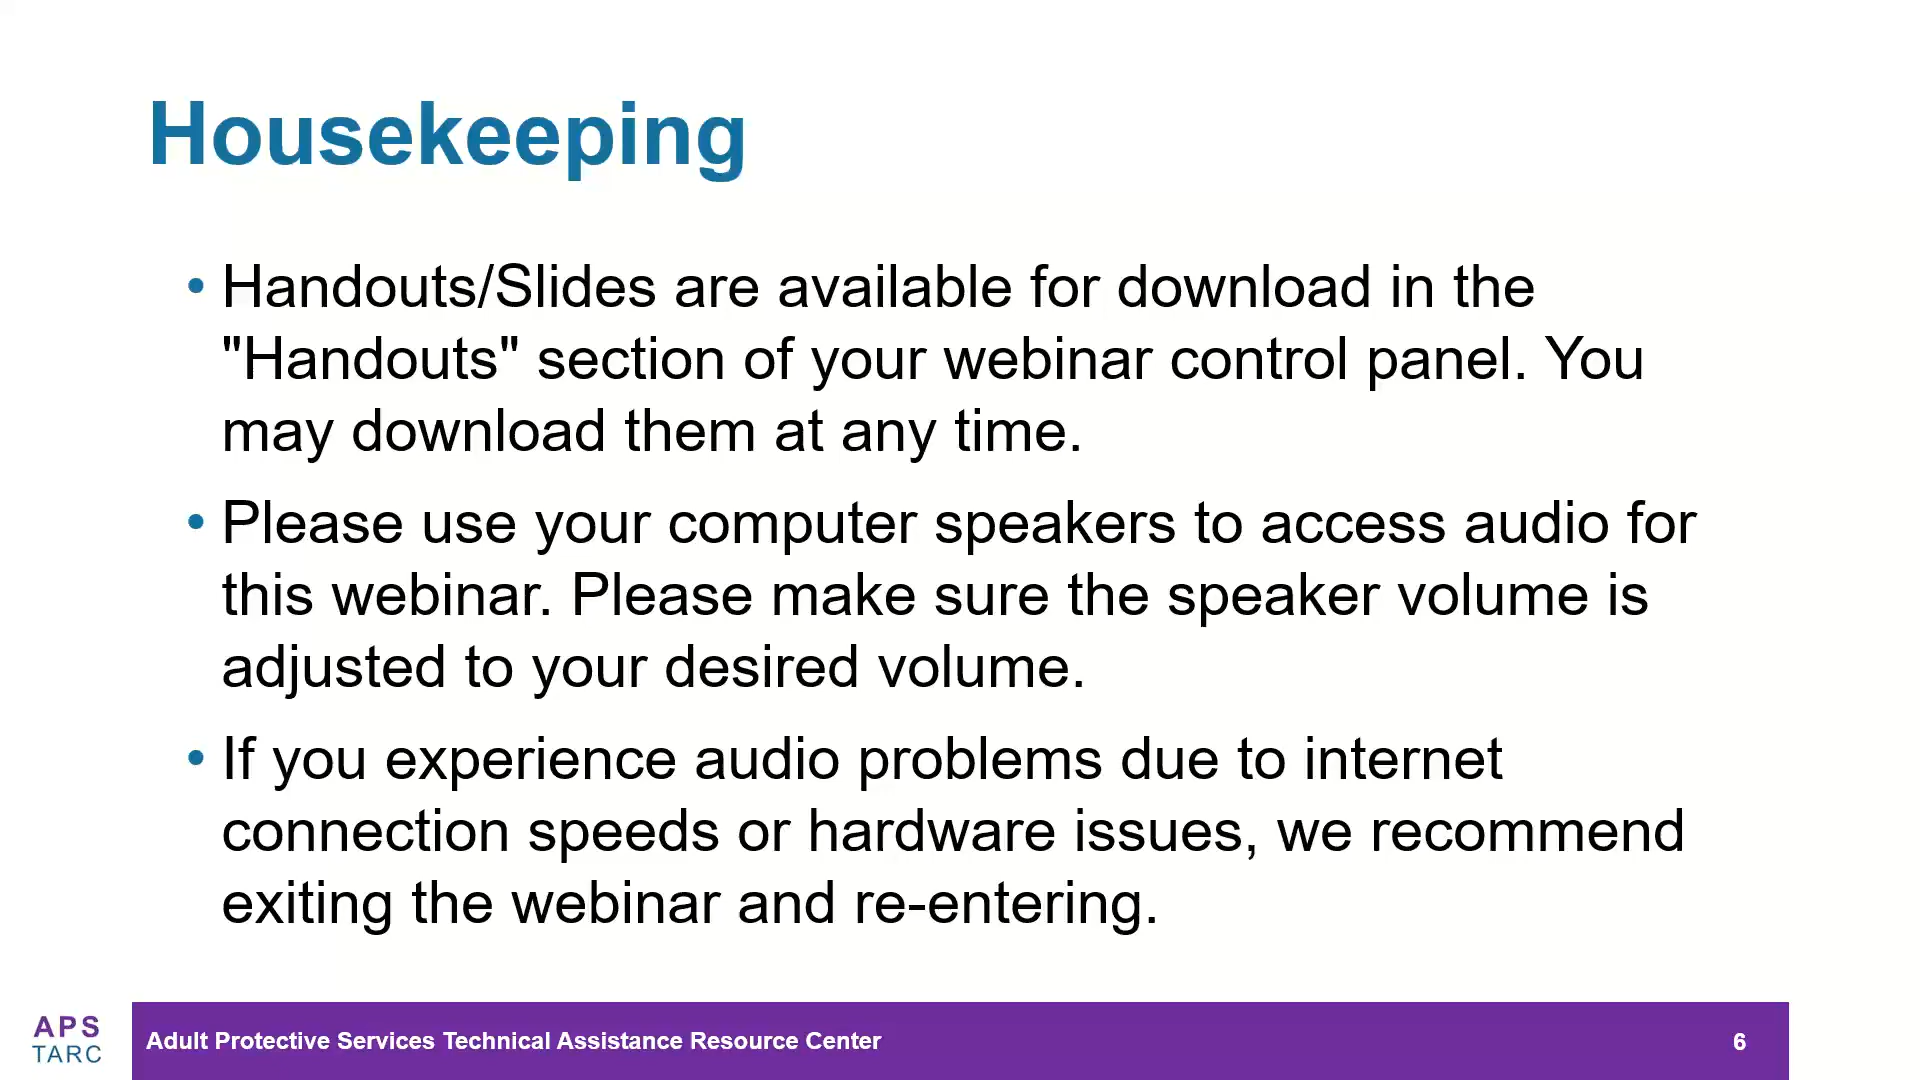 Housekeeping
• Handouts/Slides are available for download in the
"Handouts" section of your webinar control panel. You
may download them at any time.
• Please use your computer speakers to access audio for
this webinar. Please make sure the speaker volume is
adjusted to your desired volume.
• If you experience audio problems due to internet
connection speeds or hardware issues, we recommend
exiting the webinar and re-entering.
APS
TARC
Adult Protective Services Technical Assistance Resource Center
6